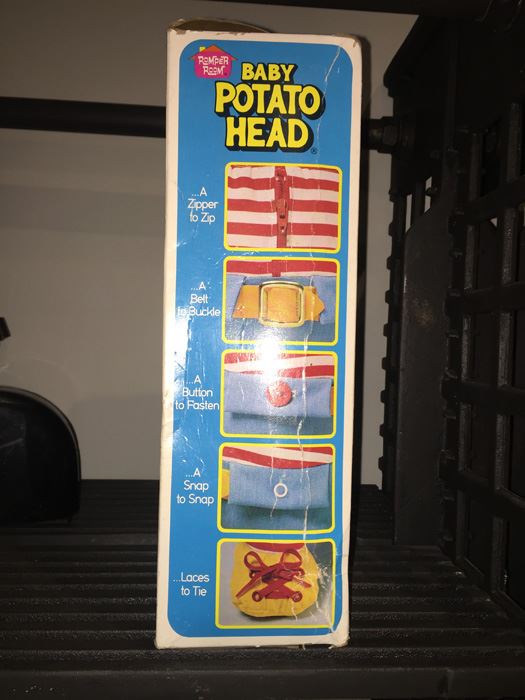 ROMPER
ROOM
BABY
POTATO
HEAD®
...A
Zipper
to Zip
...A
Belt
to Buckle
...A
Button
to Fasten
...A
Snap
to Snap
...Laces
to Tie